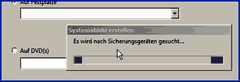 Auf Festplatte
Systemabbild erstellen
Es wird nach Sicherungsgeräten gesucht...
Auf DVD(s)